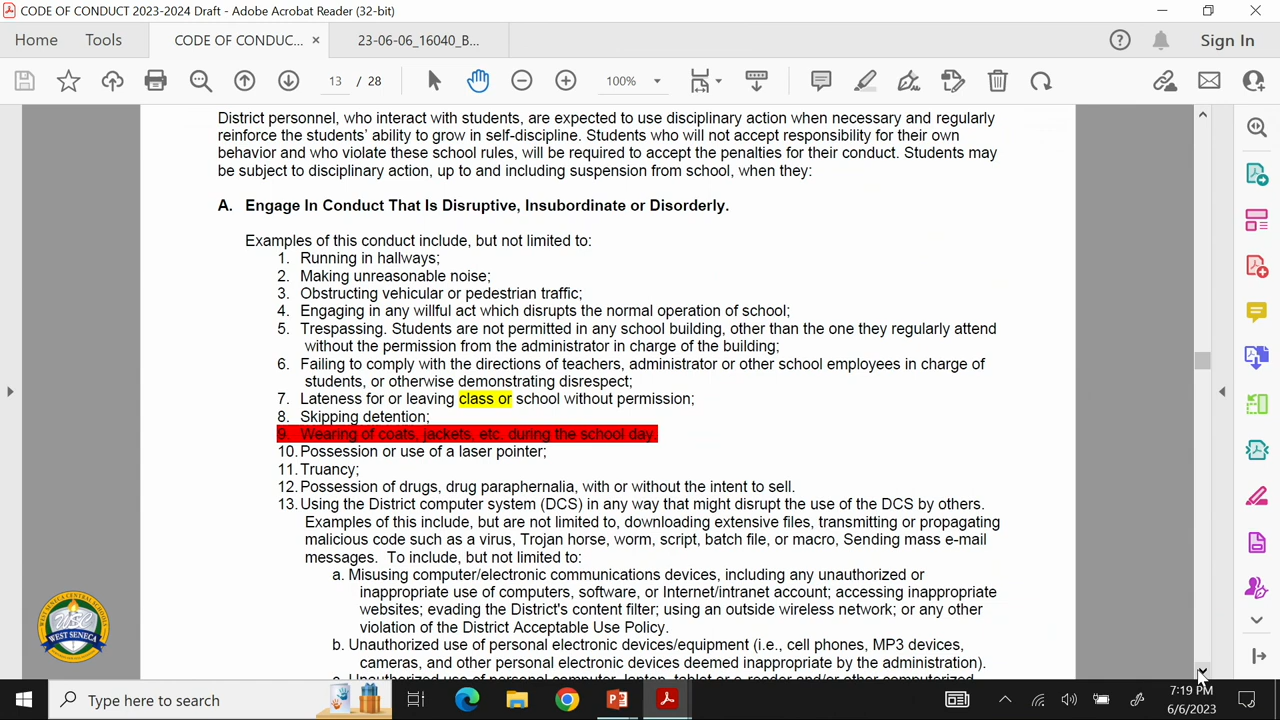 CODE OF CONDUCT 2023-2024 Draft - Adobe Acrobat Reader (32-bit)
Home Tools CODE OF CONDUC... × 23-06-06_16040_B... Sign In
13 / 28 100%
District personnel, who interact with students, are expected to use disciplinary action when necessary and regularly
reinforce the students' ability to grow in self-discipline. Students who will not accept responsibility for their own
behavior and who violate these school rules, will be required to accept the penalties for their conduct. Students may
be subject to disciplinary action, up to and including suspension from school, when they:
A. Engage In Conduct That Is Disruptive, Insubordinate or Disorderly.
Examples of this conduct include, but not limited to:
1. Running in hallways;
2. Making unreasonable noise;
3. Obstructing vehicular or pedestrian traffic;
4. Engaging in any willful act which disrupts the normal operation of school;
5. Trespassing. Students are not permitted in any school building, other than the one they regularly attend
without the permission from the administrator in charge of the building;
6. Failing to comply with the directions of teachers, administrator or other school employees in charge of
students, or otherwise demonstrating disrespect;
7. Lateness for or leaving class or school without permission;
8. Skipping detention;
9. Wearing of coats, jackets, etc. during the school day.
10. Possession or use of a laser pointer;
11. Truancy;
12. Possession of drugs, drug paraphernalia, with or without the intent to sell.
13. Using the District computer system (DCS) in any way that might disrupt the use of the DCS by others.
Examples of this include, but are not limited to, downloading extensive files, transmitting or propagating
malicious code such as a virus, Trojan horse, worm, script, batch file, or macro, Sending mass e-mail
messages. To include, but not limited to:
a. Misusing computer/electronic communications devices, including any unauthorized or
inappropriate use of computers, software, or Internet/intranet account; accessing inappropriate
websites; evading the District's content filter; using an outside wireless network; or any other
violation of the District Acceptable Use Policy.
b. Unauthorized use of personal electronic devices/equipment (i.e., cell phones, MP3 devices,
cameras, and other personal electronic devices deemed inappropriate by the administration).
WEST SENECA
Type here to search
7:19 PM
6/6/2023